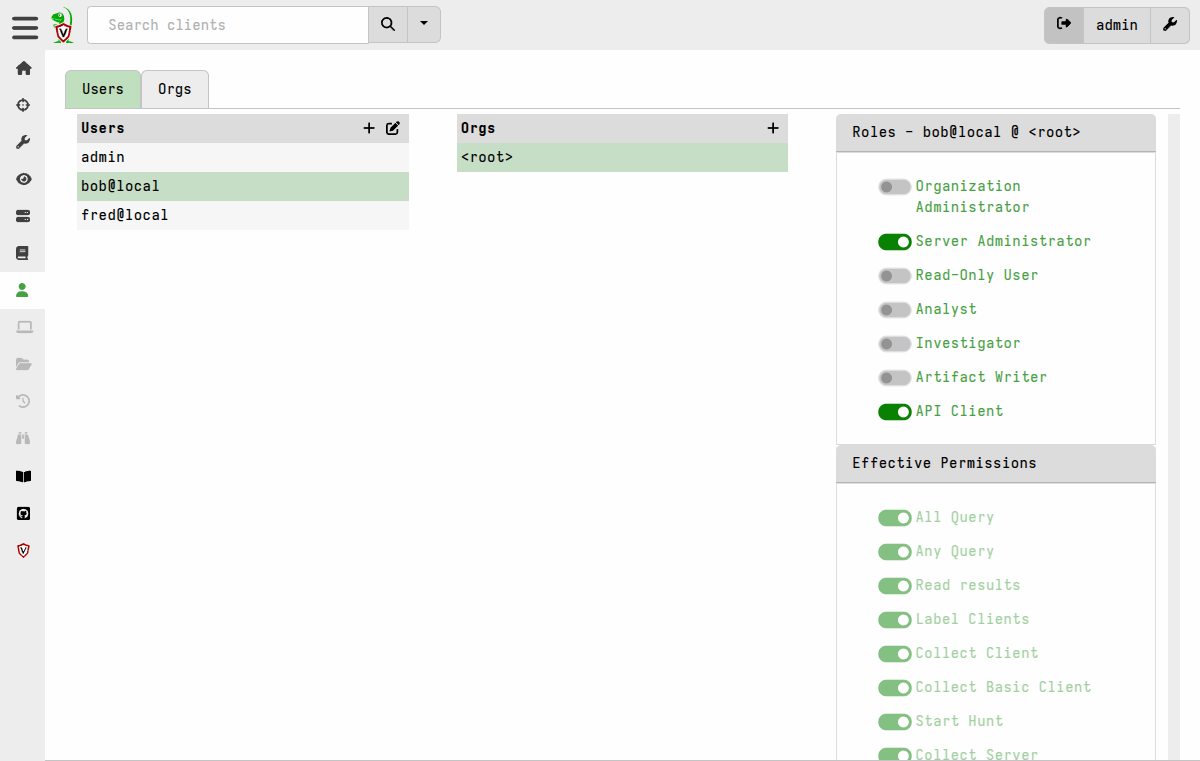 Search clients
admin
Users
Orgs
Users
admin
bob@local
fred@local
Orgs
<root>
Roles - bob@local @ <root>
Organization
Administrator
Server Administrator
Read-Only User
Analyst
Investigator
Artifact Writer
API Client
Effective Permissions
All Query
Any Query
Read results
Label Clients
Collect Client
Collect Basic Client
Start Hunt
Collect Server